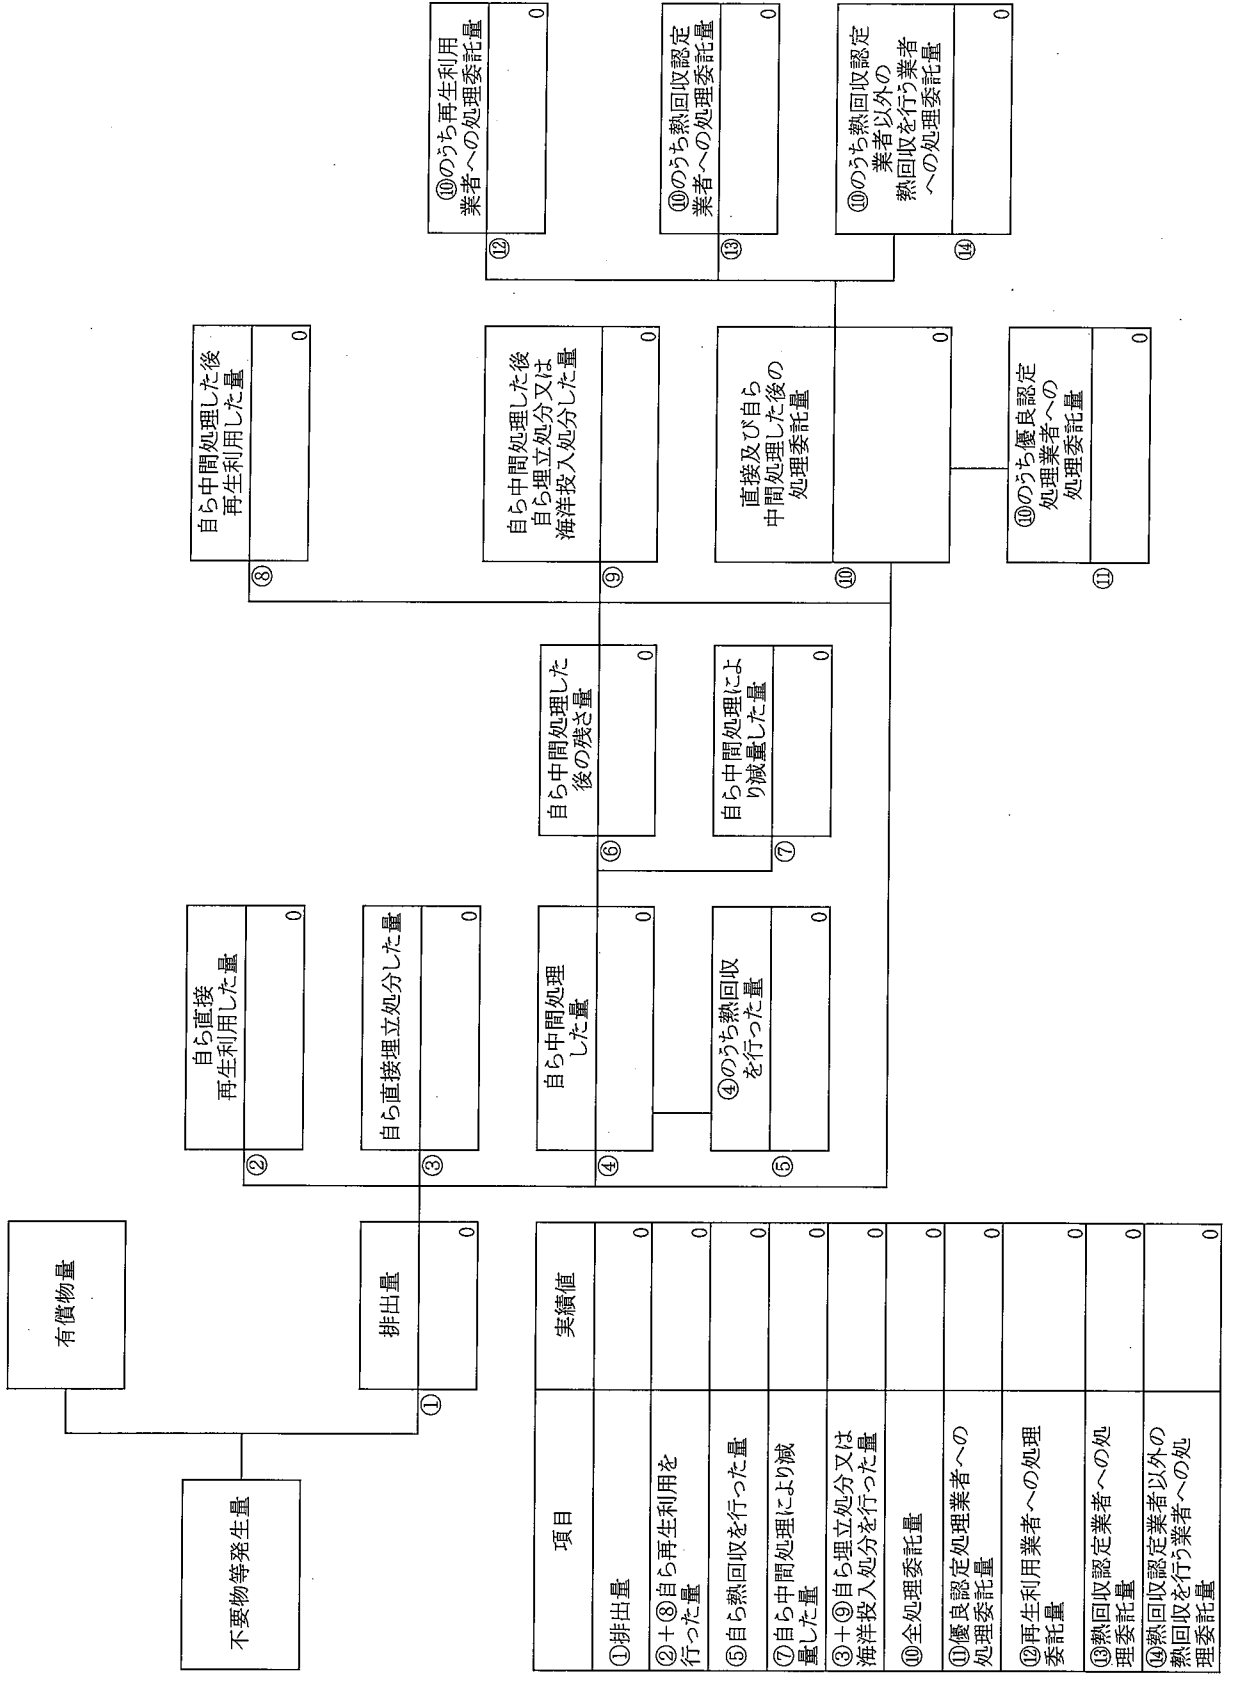 不要物等発生量
有償物量
①
排出量
0
②
自ら直接
再生利用した量
0
③
自ら直接埋立処分した量
0
④
自ら中間処理
した量
0
⑤
④のうち熱回収
を行った量
0
⑥
自ら中間処理した
後の残さ量
0
⑦
自ら中間処理によ
り減量した量
0
⑧
自ら中間処理した後
再生利用した量
0
⑨
自ら中間処理した後
自ら埋立処分又は
海洋投入処分した量
0
⑩
直接及び自ら
中間処理した後の
処理委託量
0
⑪
⑩のうち優良認定
処理業者への
処理委託量
0
⑫
⑩のうち再生利用
業者への処理委託量
0
⑬
⑩のうち熱回収認定
業者への処理委託量
0
⑭
⑩のうち熱回収認定
業者以外の
熱回収を行う業者
への処理委託量
0
項目 実績値
①排出量 0
②+⑧自ら再生利用を
行った量 0
⑤自ら熱回収を行った量 0
⑦自ら中間処理により減
量した量 0
③+⑨自ら埋立処分又は
海洋投入処分を行った量 0
⑩全処理委託量 0
⑪優良認定処理業者への
処理委託量 0
⑫再生利用業者への処理
委託量 0
⑬熱回収認定業者への処
理委託量 0
⑭熱回収認定業者以外の
熱回収を行う業者への処
理委託量 0